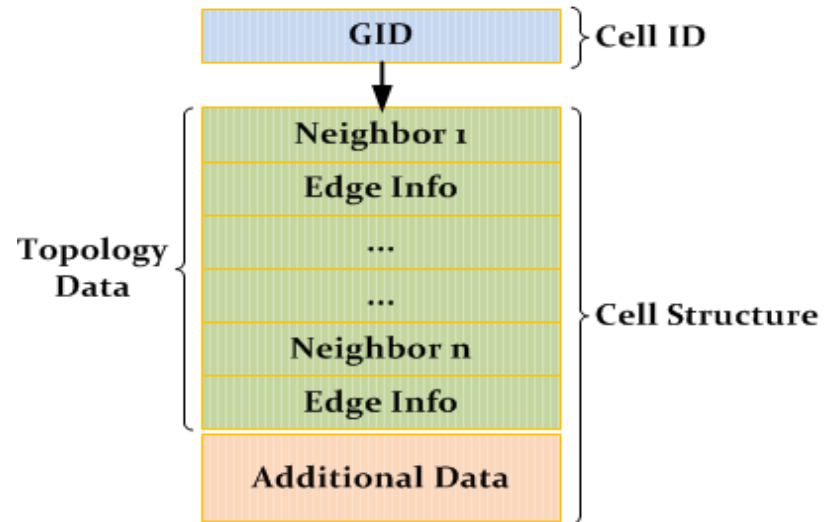 GID
Cell ID
Neighbor 1
Edge Info
...
...
Neighbor n
Edge Info
Topology
Data
Cell Structure
Additional Data